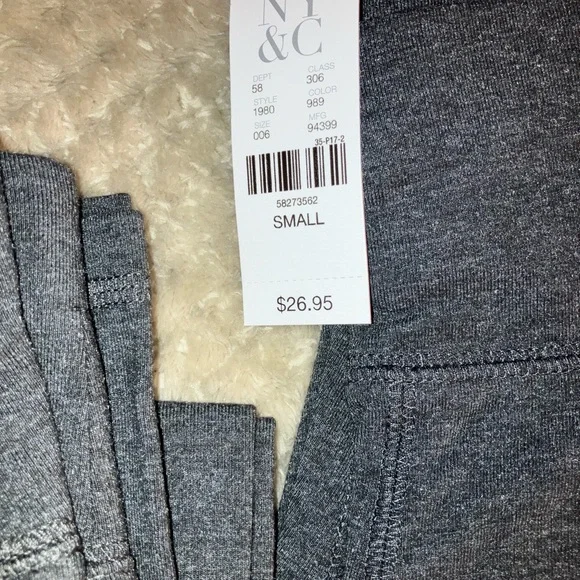 NY
&C
DEPT CLASS
58 306
STYLE COLOR
1980 989
SIZE MFG
006 94399
35-P17-2
58273562
SMALL
$26.95